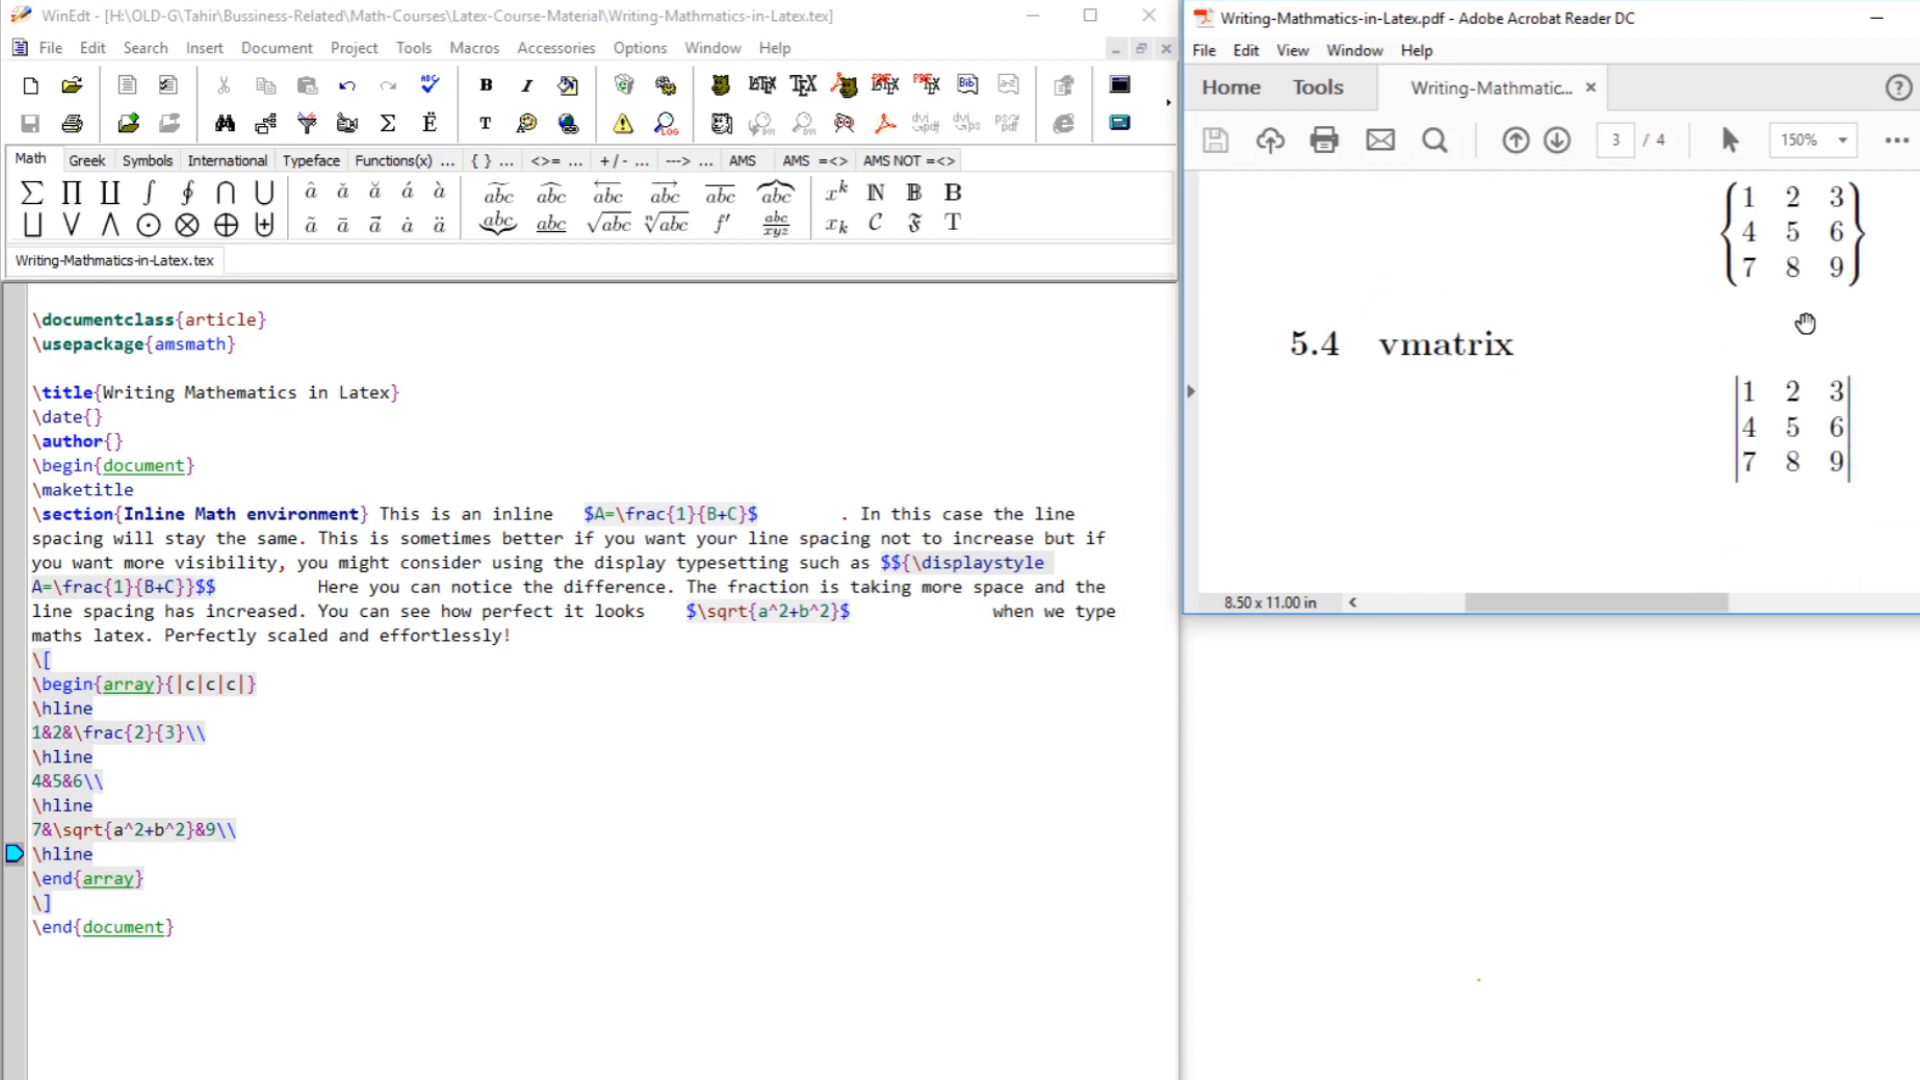 WinEdt - [H:\OLD-G\Tahir\Bussiness-Related\Math-Courses\Latex-Course-Material\Writing-Mathmatics-in-Latex.tex]
File Edit Search Insert Document Project Tools Macros Accessories Options Window Help
Math Greek Symbols International Typeface Functions(x) ... { } ... <>= ... +/- ... ---> ... AMS AMS =<> AMS NOT =<>
Writing-Mathmatics-in-Latex.tex
\documentclass{article}
\usepackage{amsmath}
\title{Writing Mathematics in Latex}
\date{}
\author{}
\begin{document}
\maketitle
\section{Inline Math environment} This is an inline $A=\frac{1}{B+C}$ . In this case the line
spacing will stay the same. This is sometimes better if you want your line spacing not to increase but if
you want more visibility, you might consider using the display typesetting such as $${\displaystyle
A=\frac{1}{B+C}}$$ Here you can notice the difference. The fraction is taking more space and the
line spacing has increased. You can see how perfect it looks $\sqrt{a^2+b^2}$ when we type
maths latex. Perfectly scaled and effortlessly!
\[
\begin{array}{|c|c|c|}
\hline
1&2&\frac{2}{3}\\
\hline
4&5&6\\
\hline
7&\sqrt{a^2+b^2}&9\\
\hline
\end{array}
\]
\end{document}
Writing-Mathmatics-in-Latex.pdf - Adobe Acrobat Reader DC
File Edit View Window Help
Home Tools Writing-Mathmatic... ×
3 / 4 150%
1 2 3
4 5 6
7 8 9
5.4 vmatrix
1 2 3
4 5 6
7 8 9
8.50 x 11.00 in